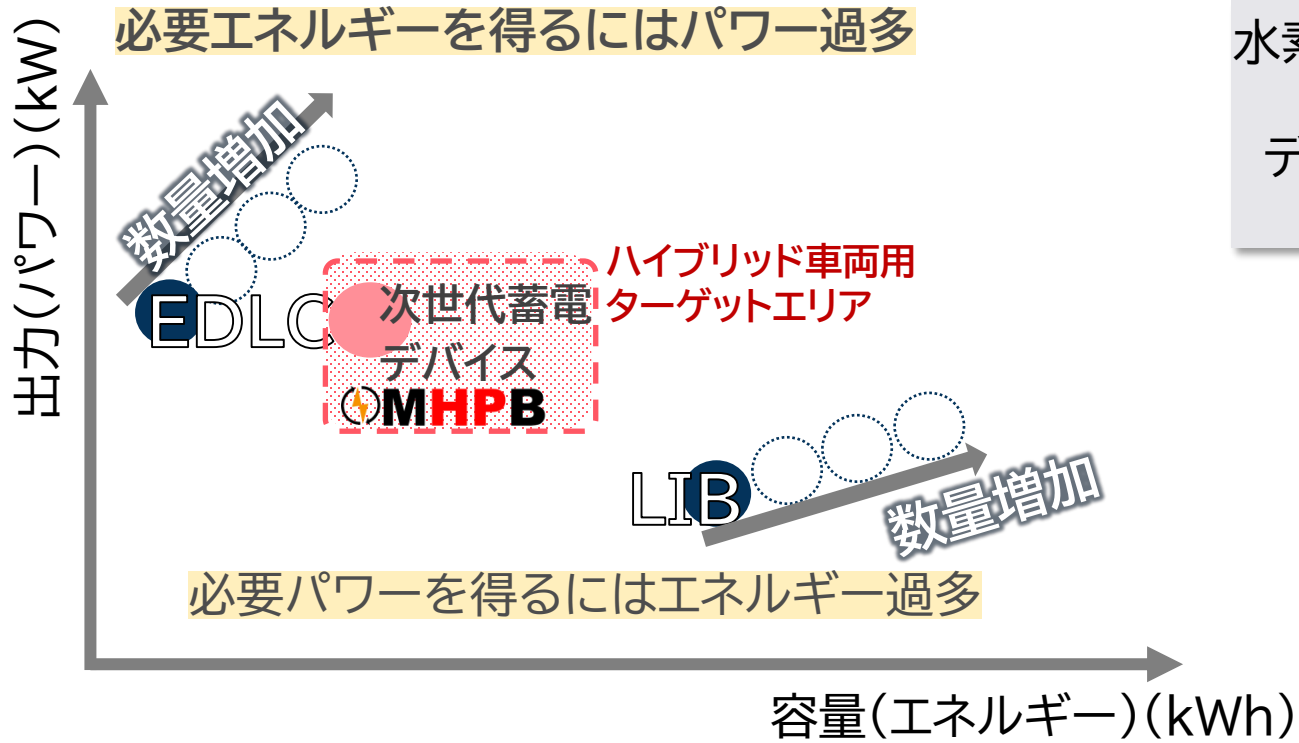 必要エネルギーを得るにはパワー過多
出力(パワー)(kW)
数量増加
EDLC
次世代蓄電
デバイス
MHPB
ハイブリッド車両用
ターゲットエリア
LIB
数量増加
必要パワーを得るにはエネルギー過多
容量(エネルギー)(kWh)
水素
デ